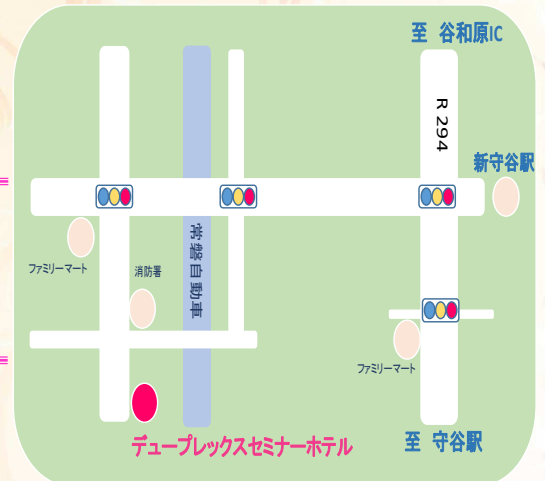 至 谷和原IC
R 294
新守谷駅
常磐自動車
ファミリーマート
消防署
ファミリーマート
デュープレックスセミナーホテル
至 守谷駅